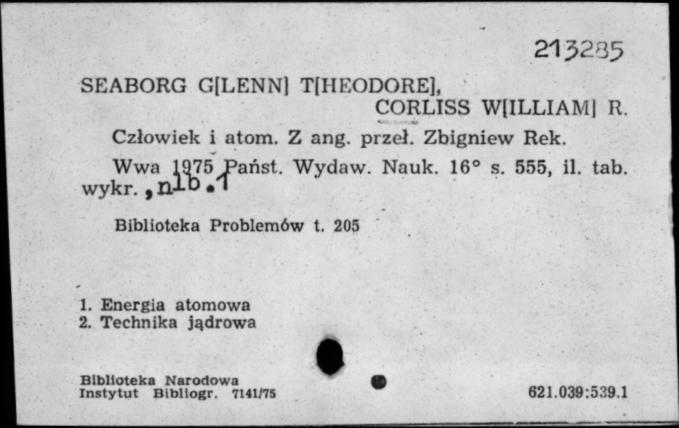 213285
SEABORG G[LENN] T[HEODORE],
CORLISS W[ILLIAM] R.
Człowiek i atom. Z ang. przeł. Zbigniew Rek.
Wwa 1975 Państ. Wydaw. Nauk. 16° s. 555, il. tab.
wykr. , nlb. 1
Biblioteka Problemów t. 205
1. Energia atomowa
2. Technika jądrowa
Biblioteka Narodowa
Instytut Bibliogr. 7141/75
621.039:539.1